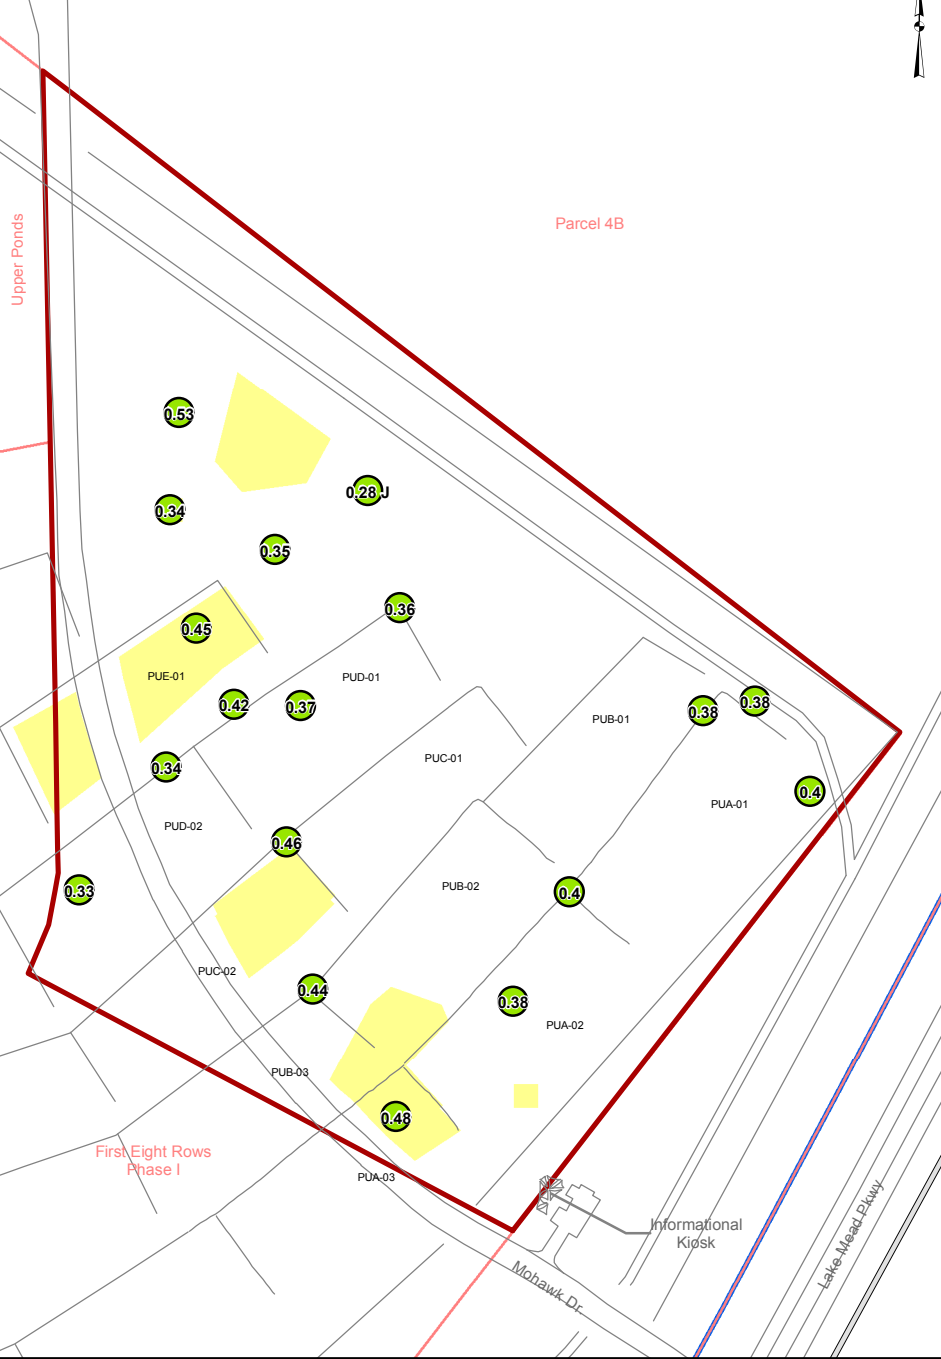 Parcel 4B
Upper Ponds
0.53
0.28 J
0.34
0.35
0.36
0.45
PUE-01
PUD-01
0.42
0.37
0.38
0.38
PUB-01
PUC-01
0.34
0.4
PUA-01
PUD-02
0.46
PUB-02
0.33
0.4
PUC-02
0.44
0.38
PUA-02
PUB-03
0.48
First Eight Rows
Phase I
PUA-03
Informational
Kiosk
Lake Mead Pkwy
Mohawk Dr.